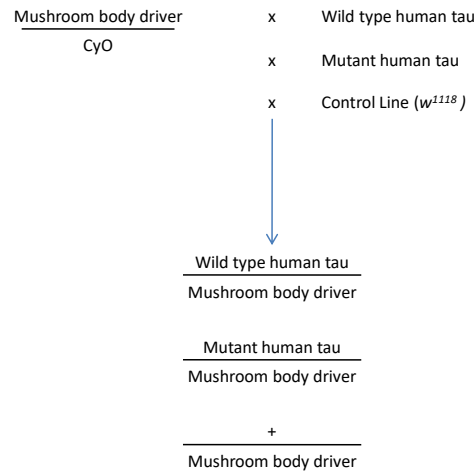 Mushroom body driver x Wild type human tau
CyO
x Mutant human tau
x Control Line (w1118 )
Wild type human tau
Mushroom body driver
Mutant human tau
Mushroom body driver
+
Mushroom body driver